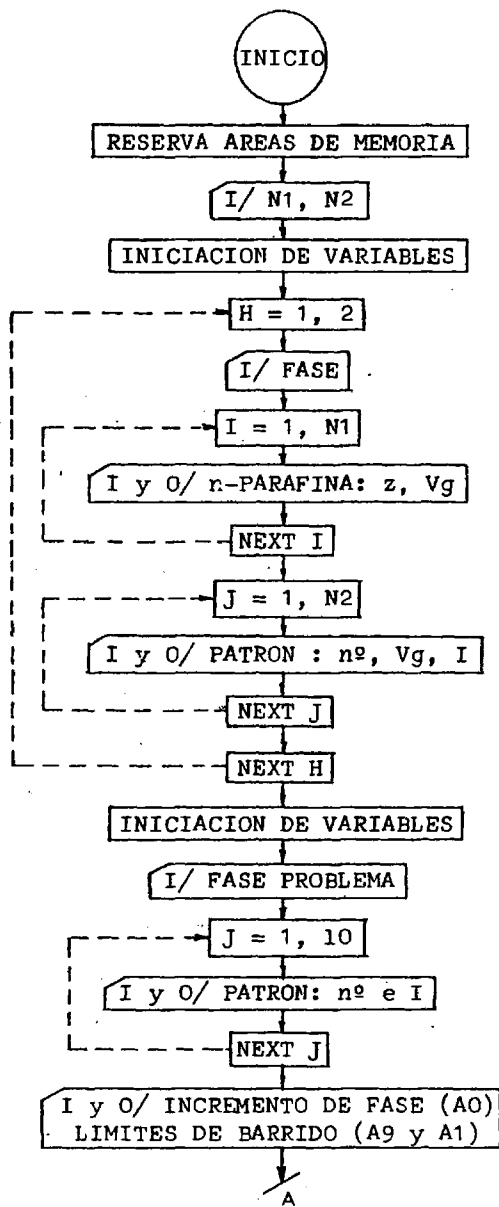 INICIO
RESERVA AREAS DE MEMORIA
I/ N1, N2
INICIACION DE VARIABLES
H = 1, 2
I/ FASE
I = 1, N1
I y O/ n-PARAFINA: z, Vg
NEXT I
J = 1, N2
I y O/ PATRON : nº, Vg, I
NEXT J
NEXT H
INICIACION DE VARIABLES
I/ FASE PROBLEMA
J = 1, 10
I y O/ PATRON: nº e I
NEXT J
I y O/ INCREMENTO DE FASE (A0)
LIMITES DE BARRIDO (A9 y A1)
A